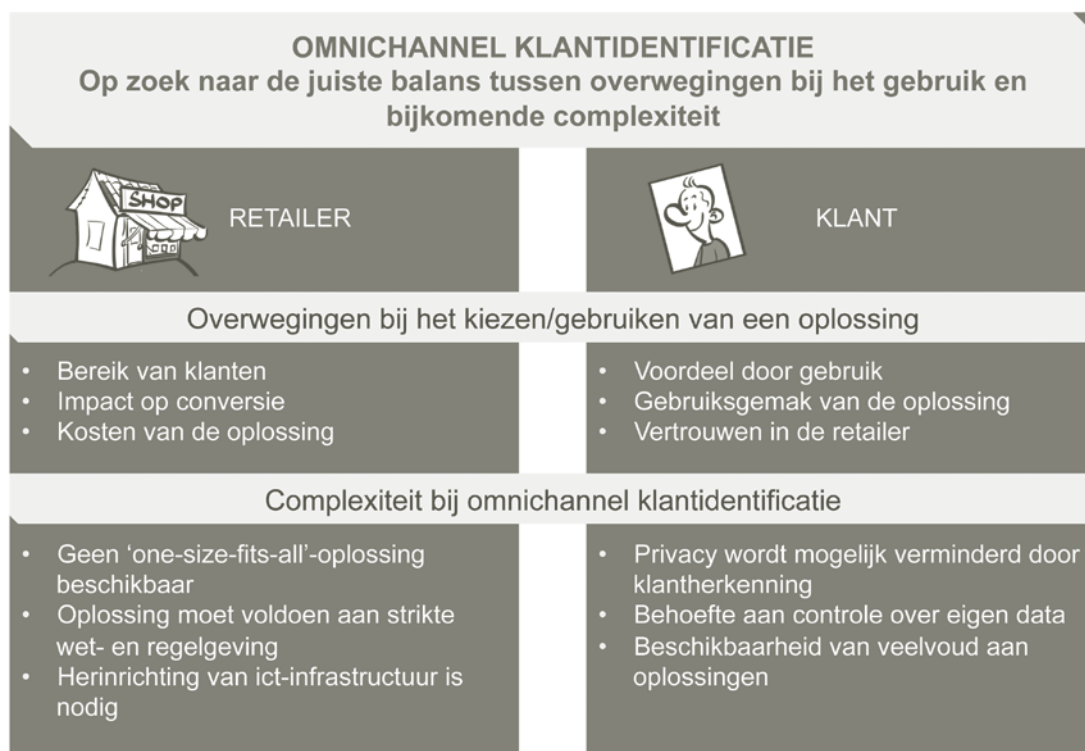 OMNICHANNEL KLANTIDENTIFICATIE
Op zoek naar de juiste balans tussen overwegingen bij het gebruik en
bijkomende complexiteit
SHOP
RETAILER
KLANT
Overwegingen bij het kiezen/gebruiken van een oplossing
• Bereik van klanten
• Impact op conversie
• Kosten van de oplossing
• Voordeel door gebruik
• Gebruiksgemak van de oplossing
• Vertrouwen in de retailer
Complexiteit bij omnichannel klantidentificatie
• Geen ‘one-size-fits-all’-oplossing
beschikbaar
• Oplossing moet voldoen aan strikte
wet- en regelgeving
• Herinrichting van ict-infrastructuur is
nodig
• Privacy wordt mogelijk verminderd door
klantherkenning
• Behoefte aan controle over eigen data
• Beschikbaarheid van veelvoud aan
oplossingen